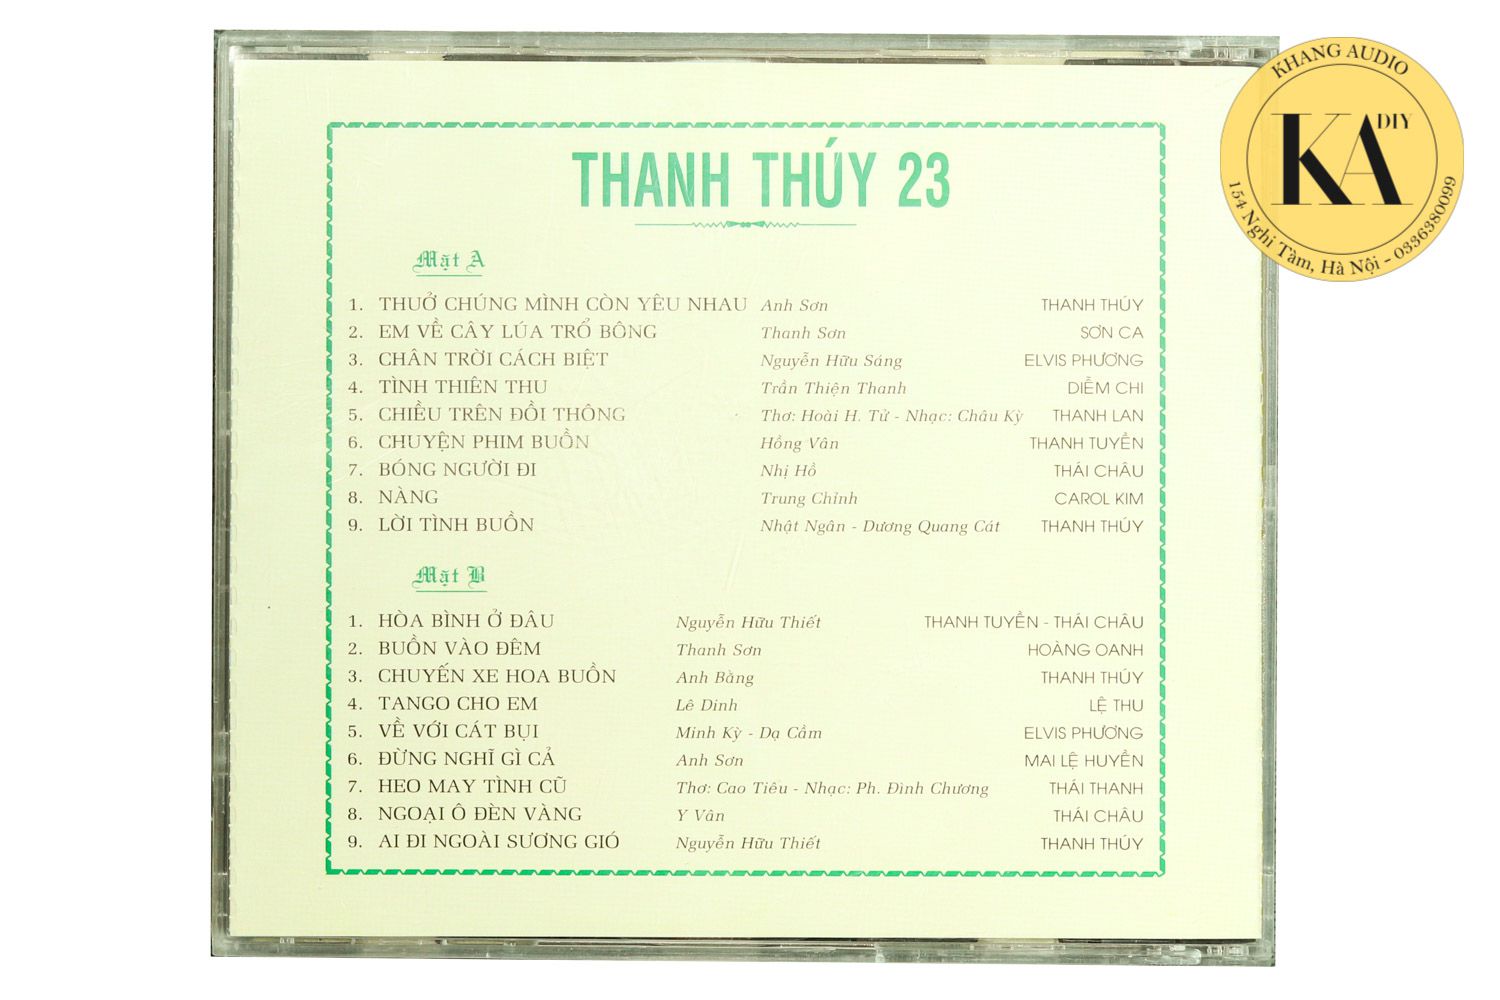 KHANG AUDIO
KA DIY
154 Nghi Tàm, Hà Nội - 0336380099
THANH THÚY 23
Mặt A
1. THUỞ CHÚNG MÌNH CÒN YÊU NHAU Anh Sơn THANH THÚY
2. EM VỀ CÂY LÚA TRỔ BÔNG Thanh Sơn SƠN CA
3. CHÂN TRỜI CÁCH BIỆT Nguyễn Hữu Sáng ELVIS PHƯƠNG
4. TÌNH THIÊN THU Trần Thiện Thanh DIỄM CHI
5. CHIỀU TRÊN ĐỒI THÔNG Thơ: Hoài H. Tử - Nhạc: Châu Kỳ THANH LAN
6. CHUYỆN PHIM BUỒN Hồng Vân THANH TUYỀN
7. BÓNG NGƯỜI ĐI Nhị Hồ THÁI CHÂU
8. NÀNG Trung Chỉnh CAROL KIM
9. LỜI TÌNH BUỒN Nhật Ngân - Dương Quang Cát THANH THÚY
Mặt B
1. HÒA BÌNH Ở ĐÂU Nguyễn Hữu Thiết THANH TUYỀN - THÁI CHÂU
2. BUỒN VÀO ĐÊM Thanh Sơn HOÀNG OANH
3. CHUYẾN XE HOA BUỒN Anh Bằng THANH THÚY
4. TANGO CHO EM Lê Dinh LỆ THU
5. VỀ VỚI CÁT BỤI Minh Kỳ - Dạ Cầm ELVIS PHƯƠNG
6. ĐỪNG NGHĨ GÌ CẢ Anh Sơn MAI LỆ HUYỀN
7. HEO MAY TÌNH CŨ Thơ: Cao Tiêu - Nhạc: Ph. Đình Chương THÁI THANH
8. NGOẠI Ô ĐÈN VÀNG Y Vân THÁI CHÂU
9. AI ĐI NGOÀI SƯƠNG GIÓ Nguyễn Hữu Thiết THANH THÚY